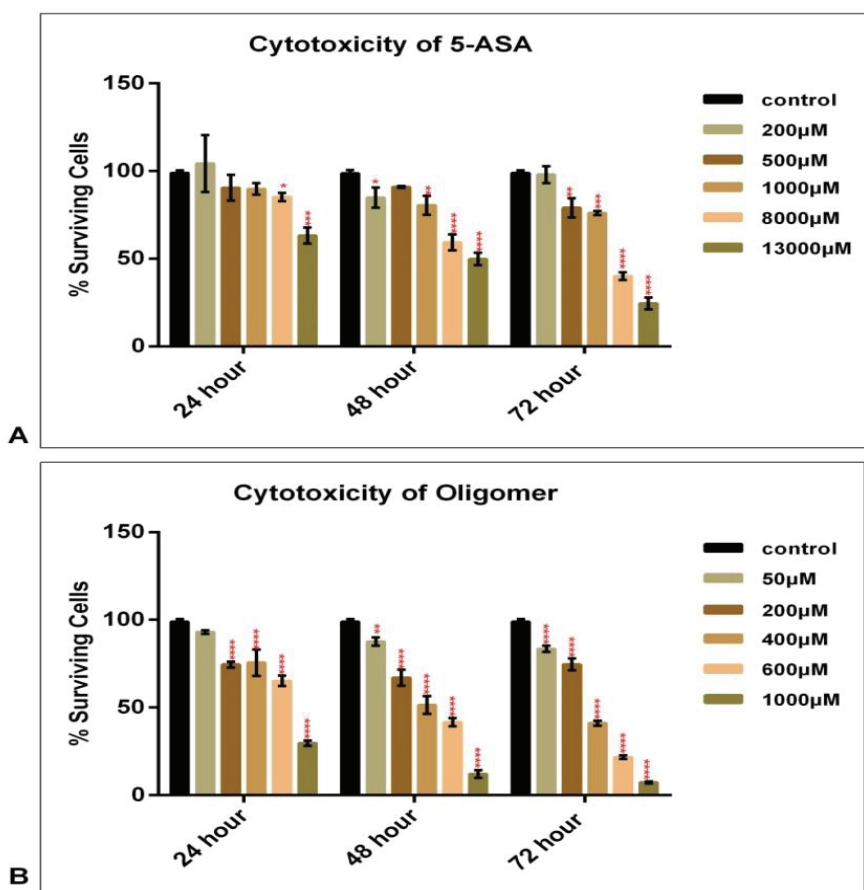 Cytotoxicity of 5-ASA
% Surviving Cells
150
100
50
0
*
***
*
**
****
****
**
***
****
****
24 hour
48 hour
72 hour
control
200µM
500µM
1000µM
8000µM
13000µM
A
Cytotoxicity of Oligomer
% Surviving Cells
150
100
50
0
****
****
****
****
**
****
****
****
****
****
****
****
****
****
24 hour
48 hour
72 hour
control
50µM
200µM
400µM
600µM
1000µM
B